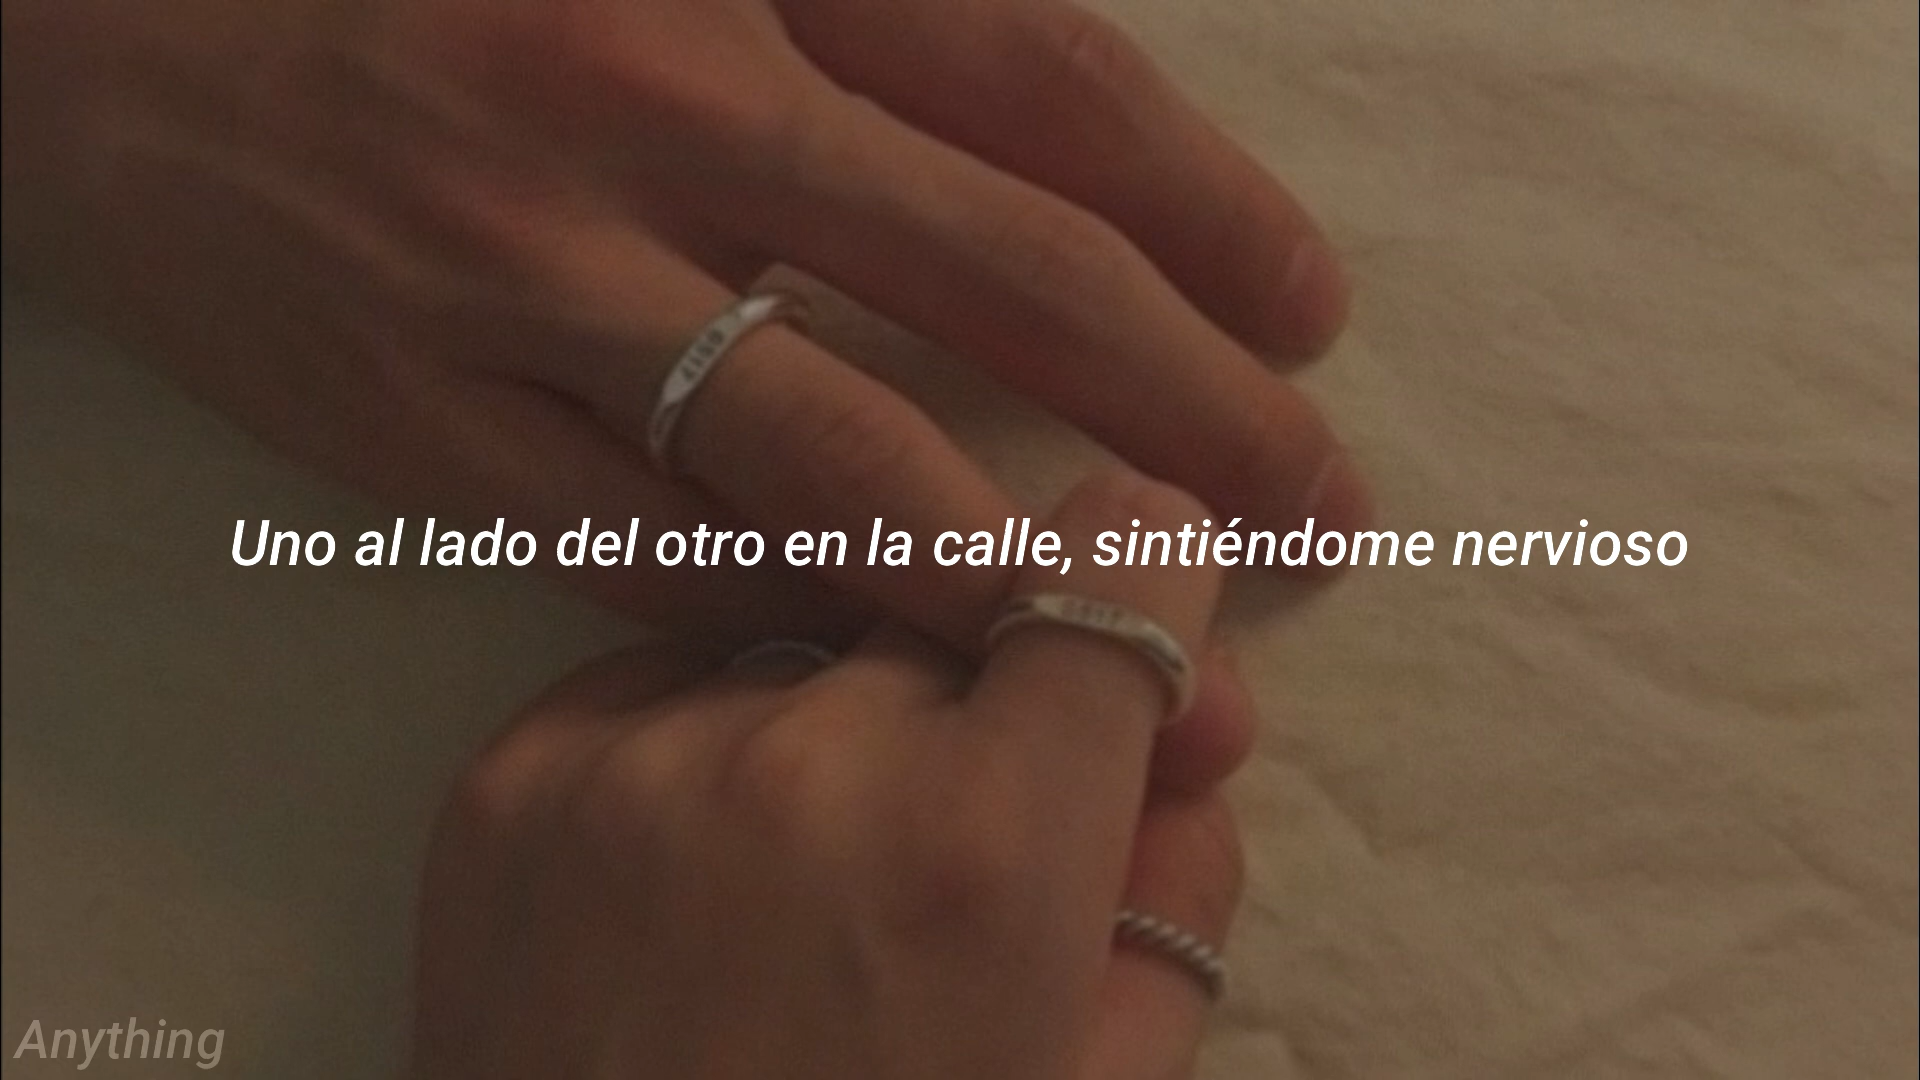 Uno al lado del otro en la calle, sintiéndome nervioso
Anything